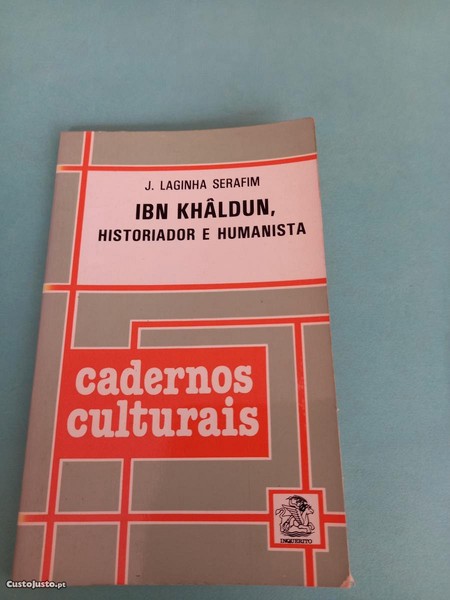 J. LAGINHA SERAFIM
IBN KHÂLDUN,
HISTORIADOR E HUMANISTA
cadernos
culturais
INQUÉRITO
CustoJusto.pt